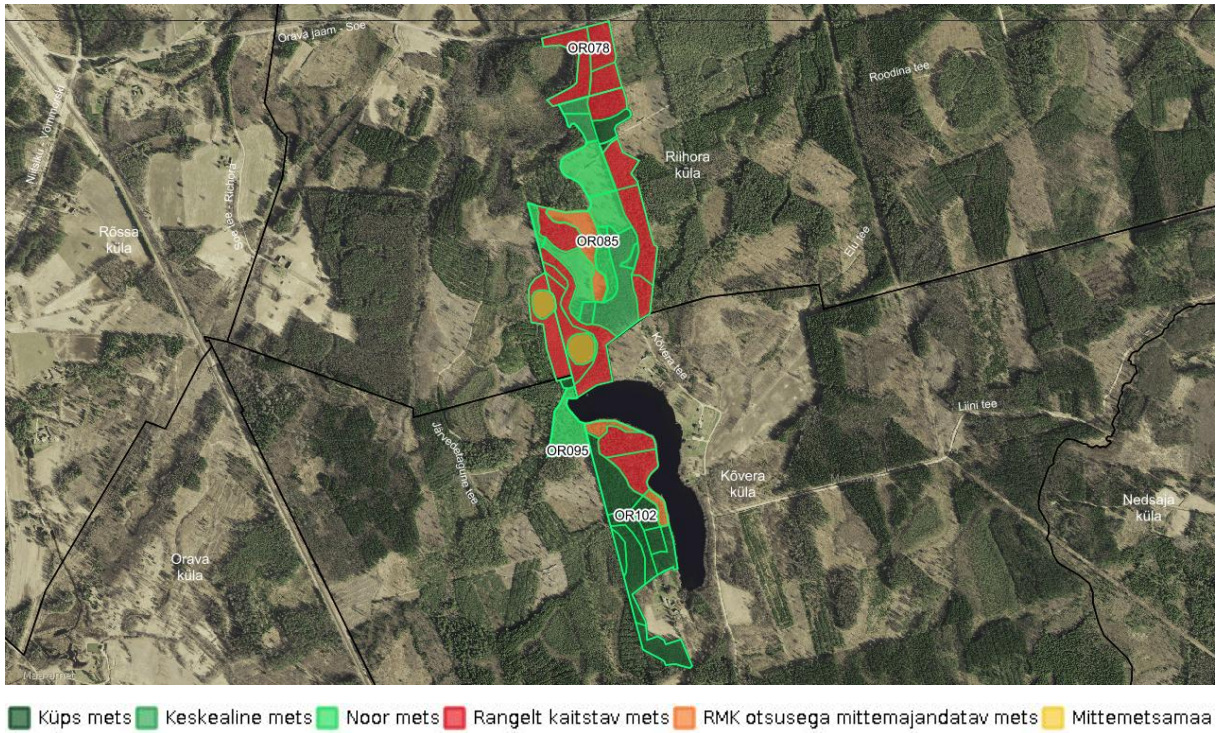 Orava jaam - Soe
OR078
Roodina tee
Riihora
küla
Rõssa
küla
OR085
Elu tee
Kõvera tee
Liini tee
Järvedetagune tee
OR095
Kõvera
küla
Nedsaja
küla
OR102
Orava
küla
Küps mets
Keskealine mets
Noor mets
Rangelt kaitstav mets
RMK otsusega mittemajandatav mets
Mittemetsamaa